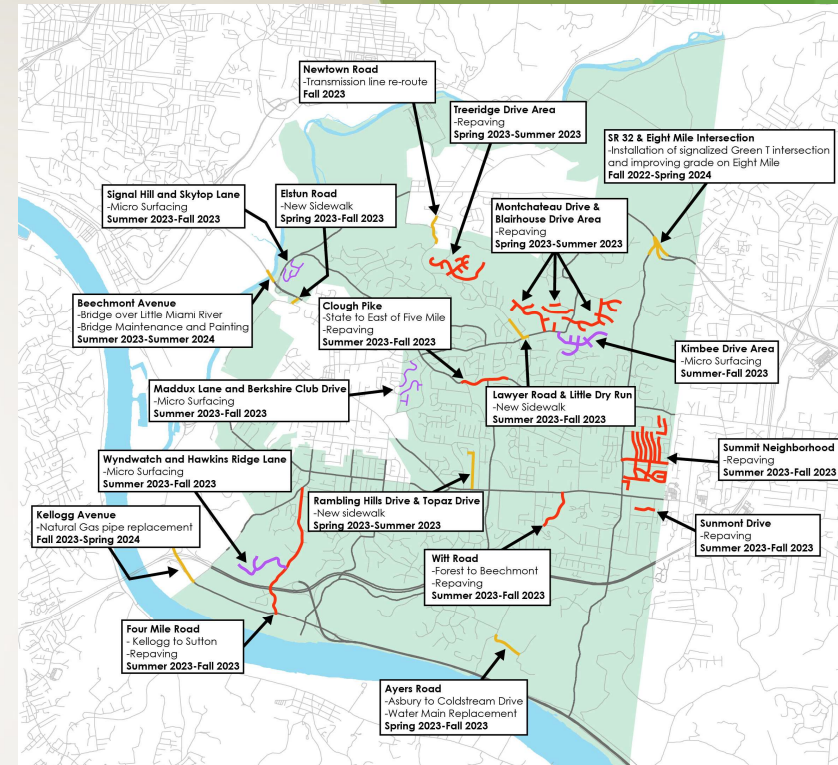 Newtown Road
-Transmission line re-route
Fall 2023
Treeridge Drive Area
-Repaving
Spring 2023-Summer 2023
SR 32 & Eight Mile Intersection
-Installation of signalized Green T intersection
and improving grade on Eight Mile
Fall 2022-Spring 2024
Signal Hill and Skytop Lane
-Micro Surfacing
Summer 2023-Fall 2023
Elstun Road
-New Sidewalk
Spring 2023-Fall 2023
Montchateau Drive &
Blairhouse Drive Area
-Repaving
Spring 2023-Summer 2023
Beechmont Avenue
-Bridge over Little Miami River
-Bridge Maintenance and Painting
Summer 2023-Summer 2024
Clough Pike
-State to East of Five Mile
-Repaving
Summer 2023-Fall 2023
Kimbee Drive Area
-Micro Surfacing
Summer-Fall 2023
Maddux Lane and Berkshire Club Drive
-Micro Surfacing
Summer 2023-Fall 2023
Lawyer Road & Little Dry Run
-New Sidewalk
Summer 2023-Fall 2023
Summit Neighborhood
-Repaving
Summer 2023-Fall 2023
Wyndwatch and Hawkins Ridge Lane
-Micro Surfacing
Summer 2023-Fall 2023
Rambling Hills Drive & Topaz Drive
-New sidewalk
Spring 2023-Summer 2023
Kellogg Avenue
-Natural Gas pipe replacement
Fall 2023-Spring 2024
Sunmont Drive
-Repaving
Summer 2023-Fall 2023
Witt Road
-Forest to Beechmont
-Repaving
Summer 2023-Fall 2023
Four Mile Road
- Kellogg to Sutton
-Repaving
Summer 2023-Fall 2023
Ayers Road
-Asbury to Coldstream Drive
-Water Main Replacement
Spring 2023-Fall 2023